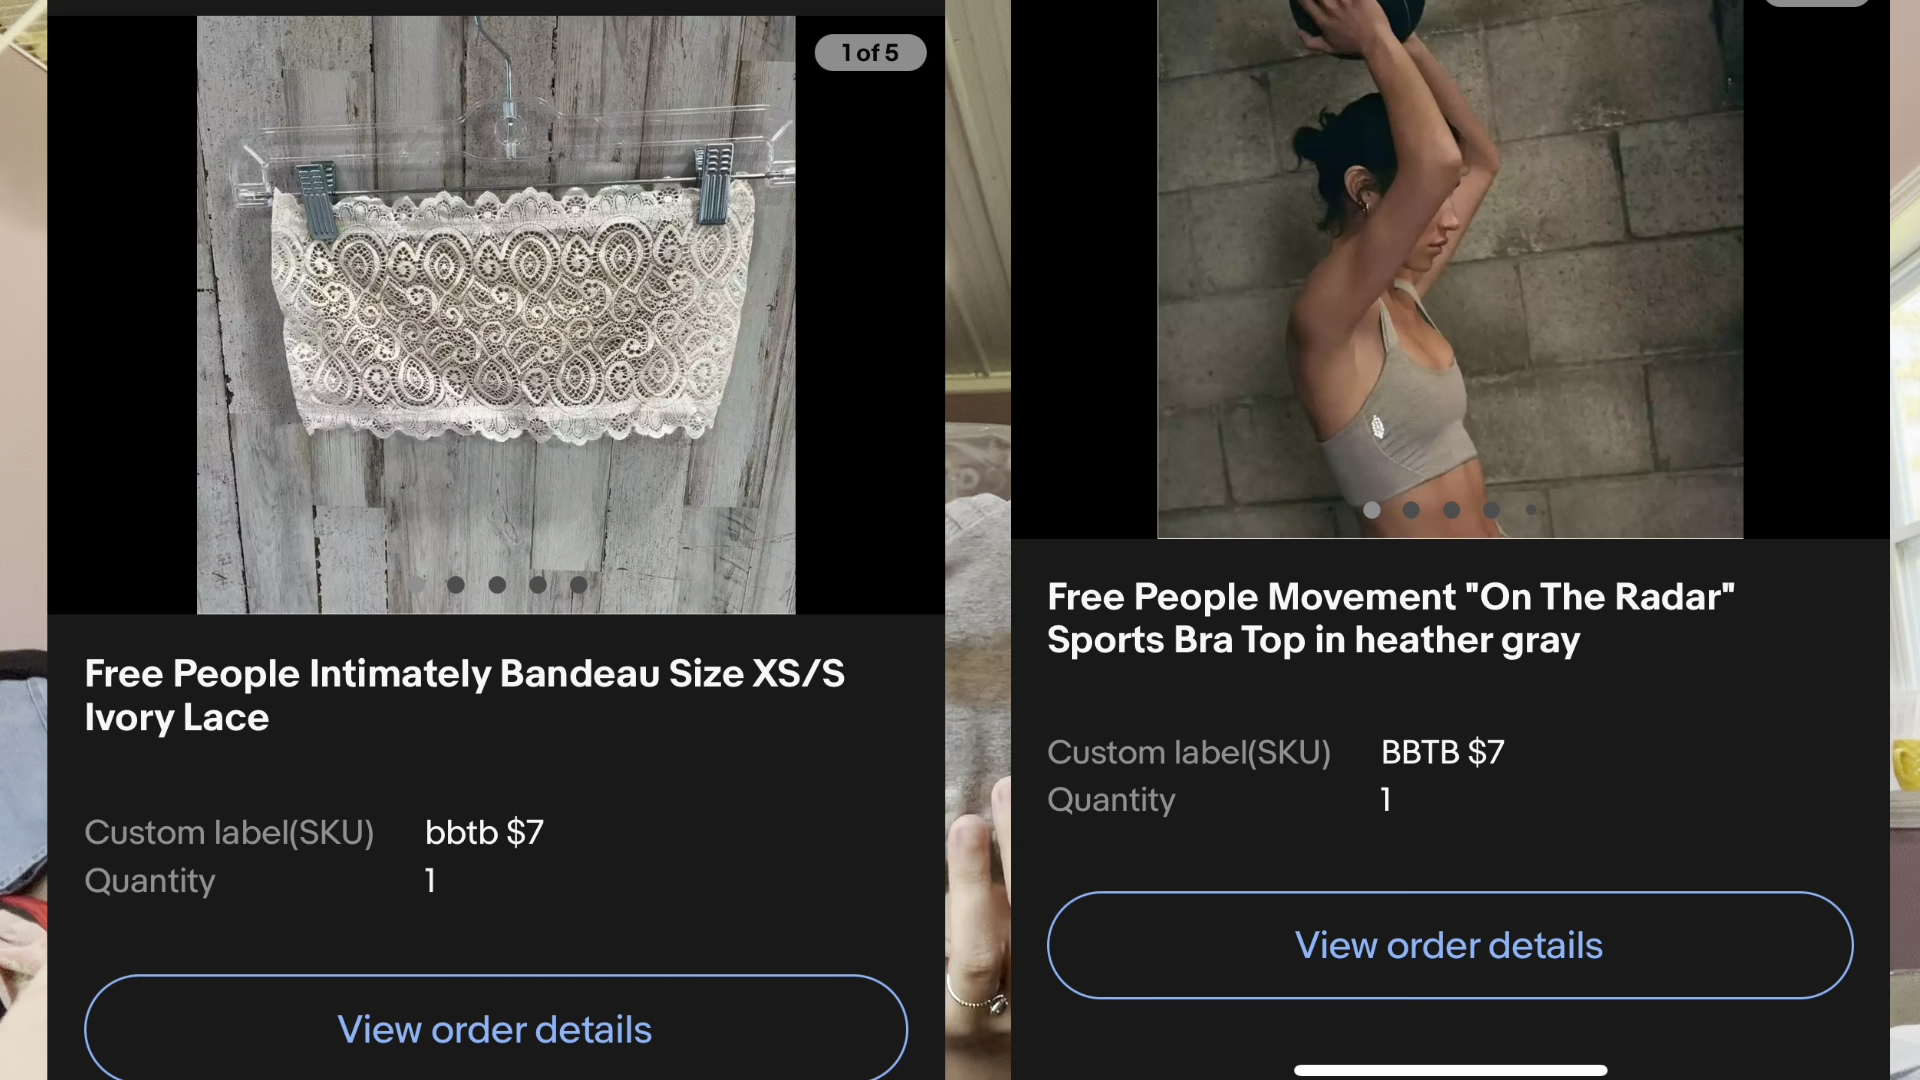 1 of 5
Free People Intimately Bandeau Size XS/S
Ivory Lace
Custom label(SKU) bbtb $7
Quantity 1
View order details
Free People Movement "On The Radar"
Sports Bra Top in heather gray
Custom label(SKU) BBTB $7
Quantity 1
View order details